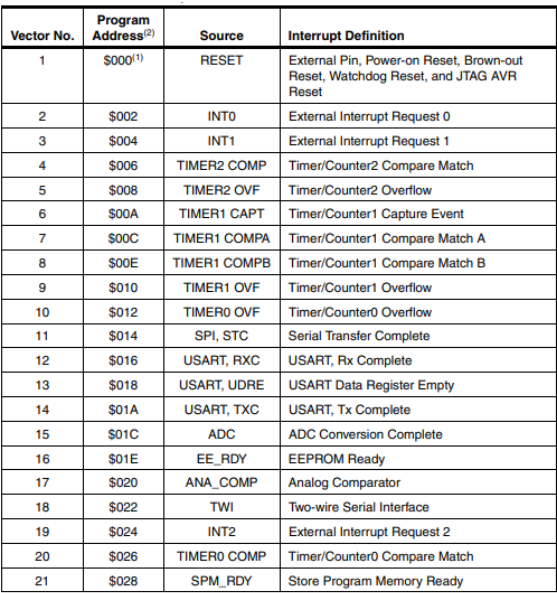 Vector No. Program Address(2) Source Interrupt Definition
1 $000(1) RESET External Pin, Power-on Reset, Brown-out
Reset, Watchdog Reset, and JTAG AVR
Reset
2 $002 INT0 External Interrupt Request 0
3 $004 INT1 External Interrupt Request 1
4 $006 TIMER2 COMP Timer/Counter2 Compare Match
5 $008 TIMER2 OVF Timer/Counter2 Overflow
6 $00A TIMER1 CAPT Timer/Counter1 Capture Event
7 $00C TIMER1 COMPA Timer/Counter1 Compare Match A
8 $00E TIMER1 COMPB Timer/Counter1 Compare Match B
9 $010 TIMER1 OVF Timer/Counter1 Overflow
10 $012 TIMER0 OVF Timer/Counter0 Overflow
11 $014 SPI, STC Serial Transfer Complete
12 $016 USART, RXC USART, Rx Complete
13 $018 USART, UDRE USART Data Register Empty
14 $01A USART, TXC USART, Tx Complete
15 $01C ADC ADC Conversion Complete
16 $01E EE_RDY EEPROM Ready
17 $020 ANA_COMP Analog Comparator
18 $022 TWI Two-wire Serial Interface
19 $024 INT2 External Interrupt Request 2
20 $026 TIMER0 COMP Timer/Counter0 Compare Match
21 $028 SPM_RDY Store Program Memory Ready